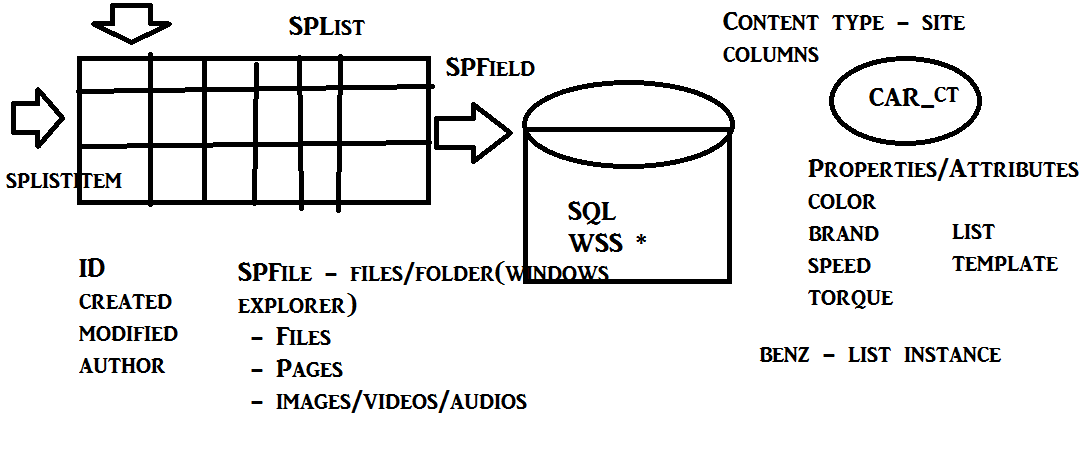 SPList
SPField
SPLISTITEM
ID
CREATED
MODIFIED
AUTHOR
SPFile – FILES/FOLDER(WINDOWS
EXPLORER)
– Files
– Pages
– IMAGES/VIDEOS/AUDIOS
SQL
WSS *
Content type – site
columns
CAR_CT
Properties/Attributes
COLOR
BRAND
SPEED
TORQUE
LIST
TEMPLATE
BENZ – LIST INSTANCE